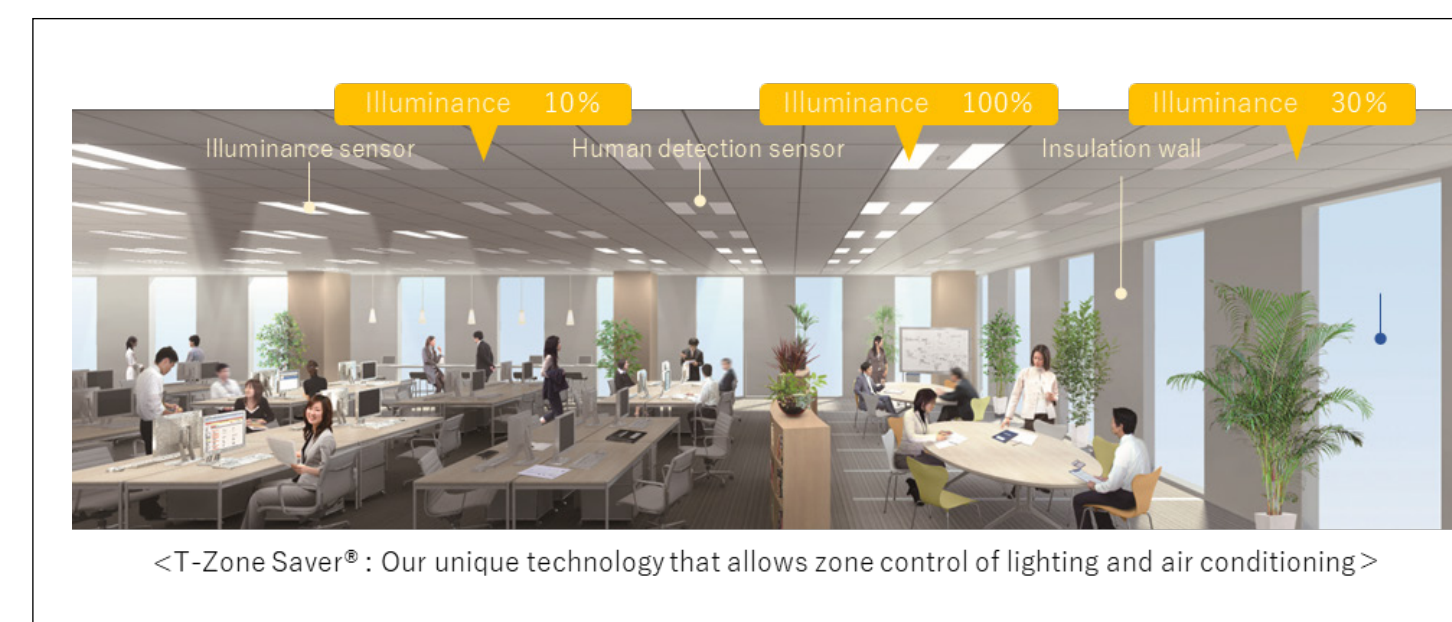 Illuminance 10%
Illuminance 100%
Illuminance 30%
Illuminance sensor
Human detection sensor
Insulation wall
<T-Zone Saver® : Our unique technology that allows zone control of lighting and air conditioning>